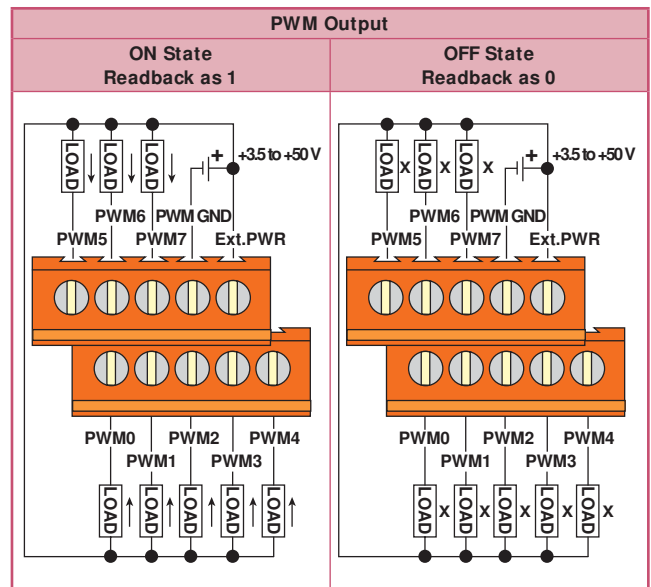 PWM Output
ON State
Readback as 1
OFF State
Readback as 0
LOAD LOAD LOAD + +3.5 to +50 V
PWM6 PWM GND
PWM5 PWM7 Ext.PWR
PWM0 PWM2 PWM4
PWM1 PWM3
LOAD LOAD LOAD LOAD LOAD
LOAD X LOAD X LOAD X + +3.5 to +50 V
PWM6 PWM GND
PWM5 PWM7 Ext.PWR
PWM0 PWM2 PWM4
PWM1 PWM3
LOAD X LOAD X LOAD X LOAD X LOAD X